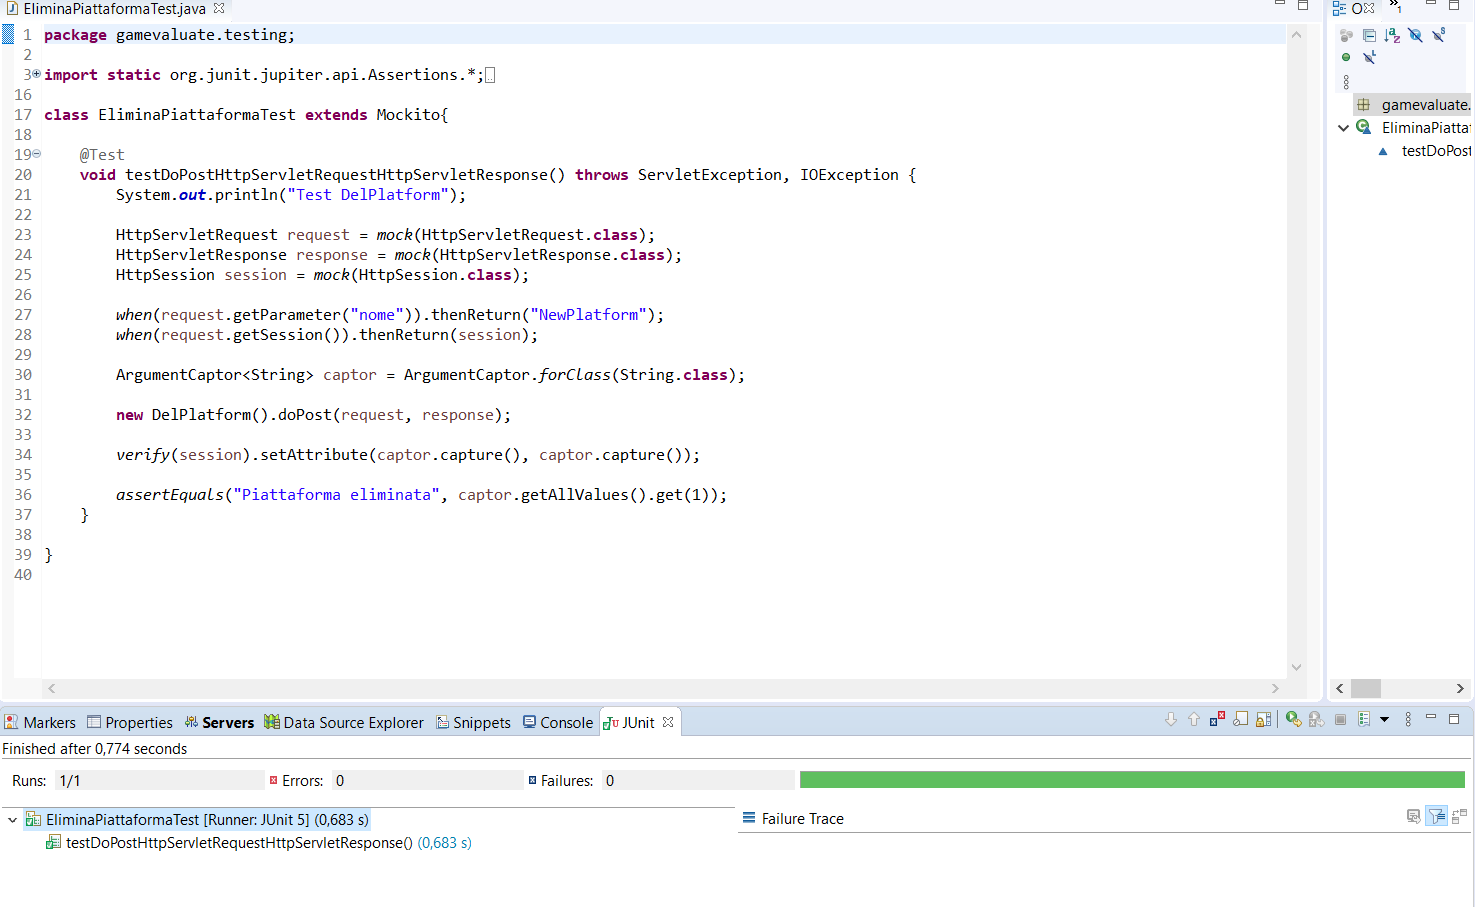 EliminaPiattaformaTest.java
1 package gamevaluate.testing;
2
3 import static org.junit.jupiter.api.Assertions.*;
16
17 class EliminaPiattaformaTest extends Mockito{
18
19 @Test
20 void testDoPostHttpServletRequestHttpServletResponse() throws ServletException, IOException {
21 System.out.println("Test DelPlatform");
22
23 HttpServletRequest request = mock(HttpServletRequest.class);
24 HttpServletResponse response = mock(HttpServletResponse.class);
25 HttpSession session = mock(HttpSession.class);
26
27 when(request.getParameter("nome")).thenReturn("NewPlatform");
28 when(request.getSession()).thenReturn(session);
29
30 ArgumentCaptor<String> captor = ArgumentCaptor.forClass(String.class);
31
32 new DelPlatform().doPost(request, response);
33
34 verify(session).setAttribute(captor.capture(), captor.capture());
35
36 assertEquals("Piattaforma eliminata", captor.getAllValues().get(1));
37 }
38
39 }
40
O
gamevaluate.
EliminaPiatta
testDoPost
Markers Properties Servers Data Source Explorer Snippets Console JUnit
Finished after 0,774 seconds
Runs: 1/1 Errors: 0 Failures: 0
EliminaPiattaformaTest [Runner: JUnit 5] (0,683 s)
testDoPostHttpServletRequestHttpServletResponse() (0,683 s)
Failure Trace